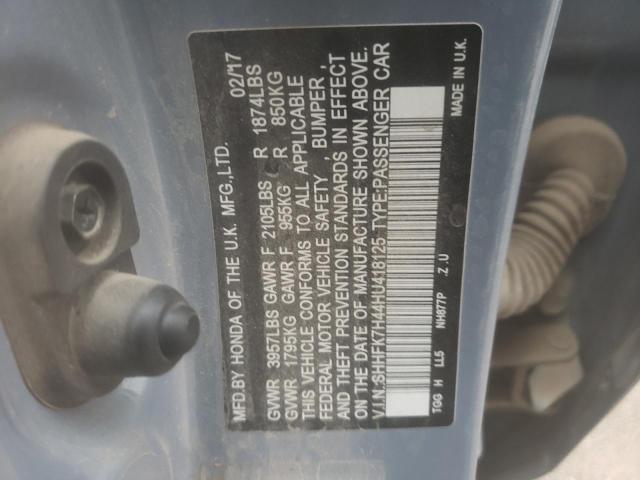 MFD.BY HONDA OF THE U.K. MFG.,LTD. 02/17
GVWR 3957LBS GAWR F 2105LBS R 1874LBS
GVWR 1795KG GAWR F 955KG R 850KG
THIS VEHICLE CONFORMS TO ALL APPLICABLE
FEDERAL MOTOR VEHICLE SAFETY , BUMPER ,
AND THEFT PREVENTION STANDARDS IN EFFECT
ON THE DATE OF MANUFACTURE SHOWN ABOVE.
V.I.N.:SHHFK7H44HU418125 TYPE:PASSENGER CAR
TGG H LL5 NH877P Z.U MADE IN U.K.